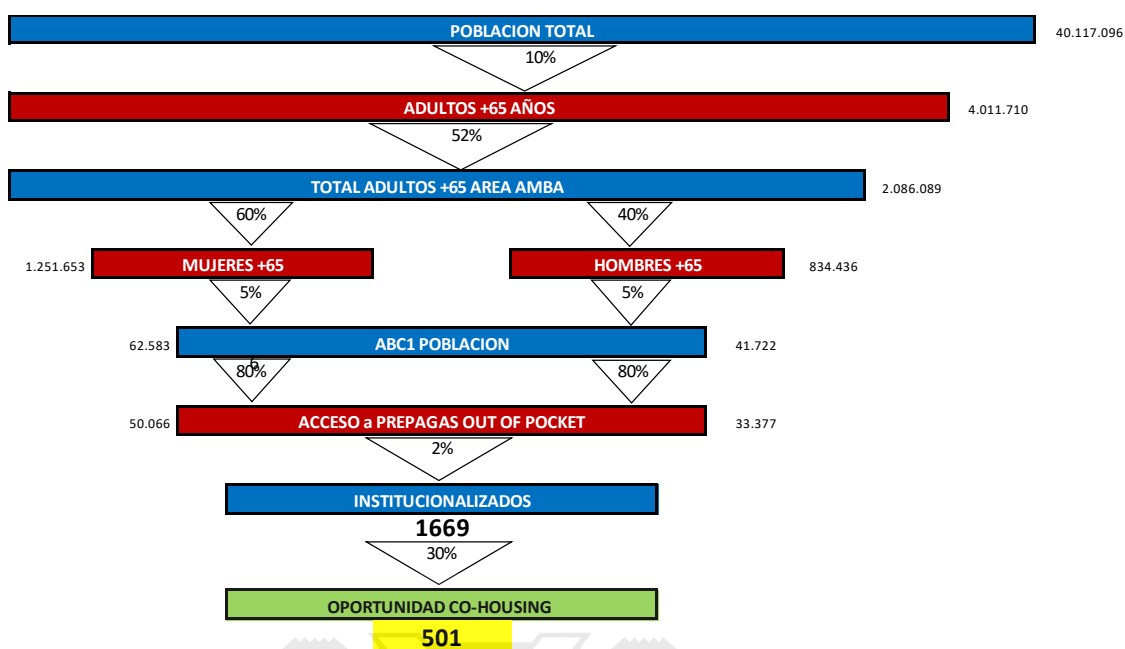 POBLACION TOTAL
40.117.096
10%
ADULTOS +65 AÑOS
4.011.710
52%
TOTAL ADULTOS +65 AREA AMBA
2.086.089
60%
40%
1.251.653
MUJERES +65
HOMBRES +65
834.436
5%
5%
62.583
ABC1 POBLACION
41.722
6
80%
80%
50.066
ACCESO a PREPAGAS OUT OF POCKET
33.377
2%
INSTITUCIONALIZADOS
1669
30%
OPORTUNIDAD CO-HOUSING
501